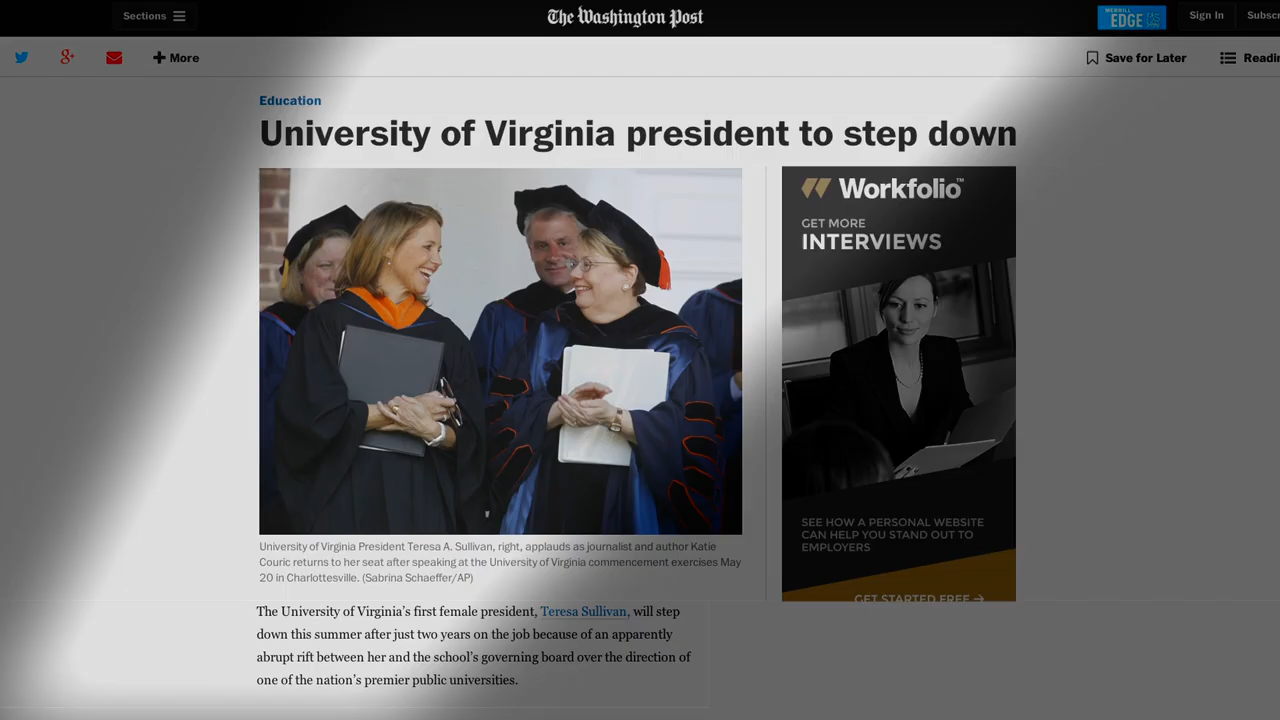 Sections
The Washington Post
MERRILL
EDGE
Sign In
Subsc
g+
More
Save for Later
Readin
Education
University of Virginia president to step down
Workfolio™
GET MORE
INTERVIEWS
SEE HOW A PERSONAL WEBSITE
CAN HELP YOU STAND OUT TO
EMPLOYERS
GET STARTED FREE →
University of Virginia President Teresa A. Sullivan, right, applauds as journalist and author Katie
Couric returns to her seat after speaking at the University of Virginia commencement exercises May
20 in Charlottesville. (Sabrina Schaeffer/AP)
The University of Virginia’s first female president, Teresa Sullivan, will step
down this summer after just two years on the job because of an apparently
abrupt rift between her and the school’s governing board over the direction of
one of the nation’s premier public universities.